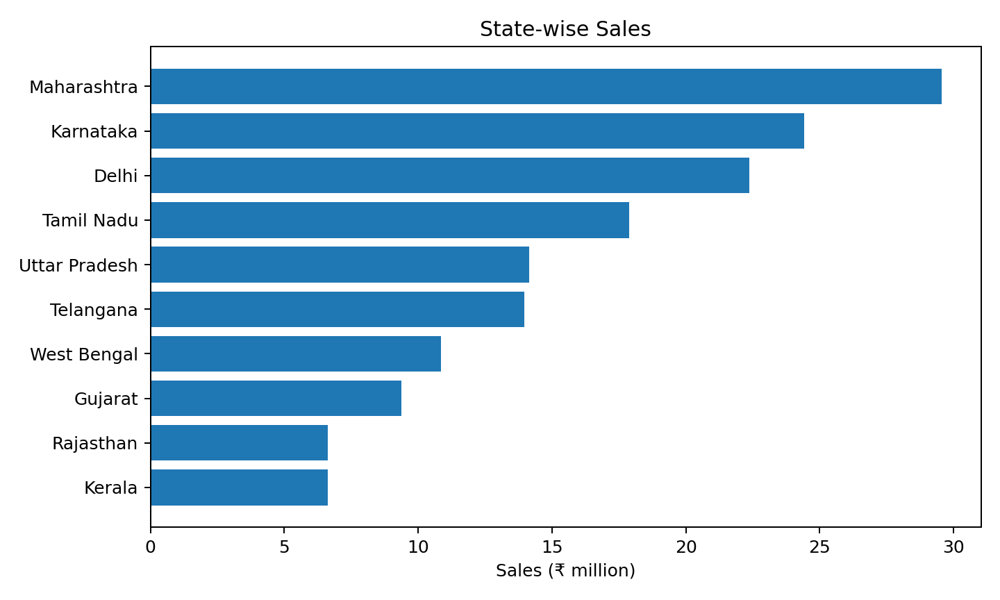 State-wise Sales
Maharashtra
Karnataka
Delhi
Tamil Nadu
Uttar Pradesh
Telangana
West Bengal
Gujarat
Rajasthan
Kerala
0 5 10 15 20 25 30
Sales (₹ million)